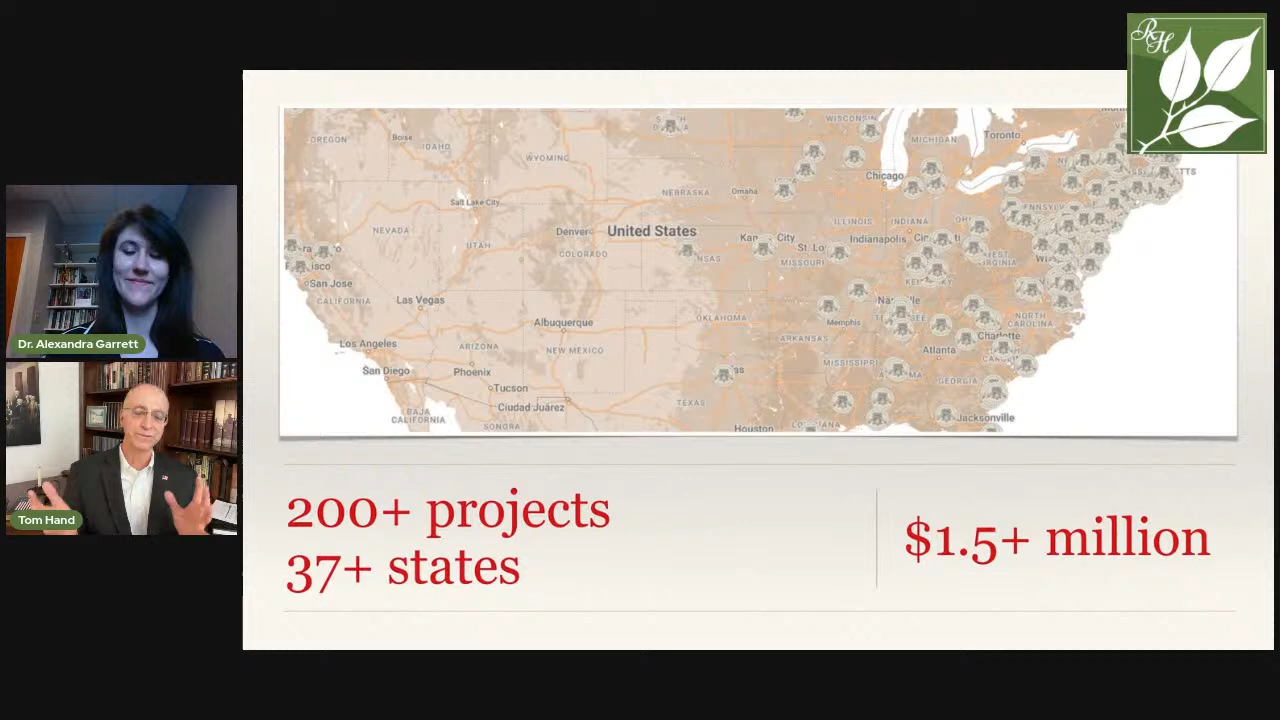 RH
OREGON
Boise
IDAHO
WYOMING
WISCONSIN
MICHIGAN
Toronto
Chicago
NEBRASKA
Omaha
Salt Lake City
NEVADA
UTAH
Denver
United States
COLORADO
ILLINOIS
INDIANA
Indianapolis
MISSOURI
San Jose
CALIFORNIA
Las Vegas
OKLAHOMA
Memphis
NORTH
CAROLINA
Charlotte
Los Angeles
Albuquerque
ARIZONA
NEW MEXICO
ARKANSAS
Atlanta
San Diego
Phoenix
MISSISSIPPI
GEORGIA
Tucson
TEXAS
Ciudad Juárez
BAJA
CALIFORNIA
SONORA
Houston
Jacksonville
Dr. Alexandra Garrett
Tom Hand
200+ projects
37+ states
$1.5+ million